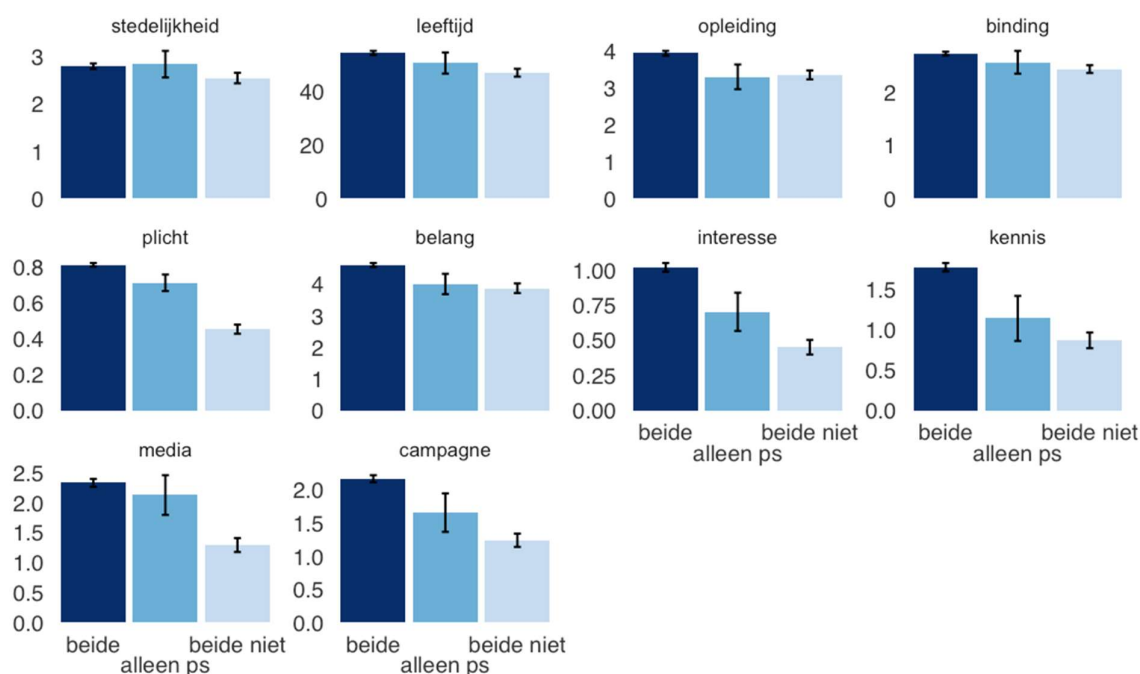 stedelijkheid
3
2
1
0
leeftijd
40
20
0
opleiding
4
3
2
1
0
binding
2
1
0
plicht
0.8
0.6
0.4
0.2
0.0
belang
4
3
2
1
0
interesse
1.00
0.75
0.50
0.25
0.00
beide beide niet
alleen ps
kennis
1.5
1.0
0.5
0.0
beide beide niet
alleen ps
media
2.5
2.0
1.5
1.0
0.5
0.0
beide beide niet
alleen ps
campagne
2.0
1.5
1.0
0.5
0.0
beide beide niet
alleen ps